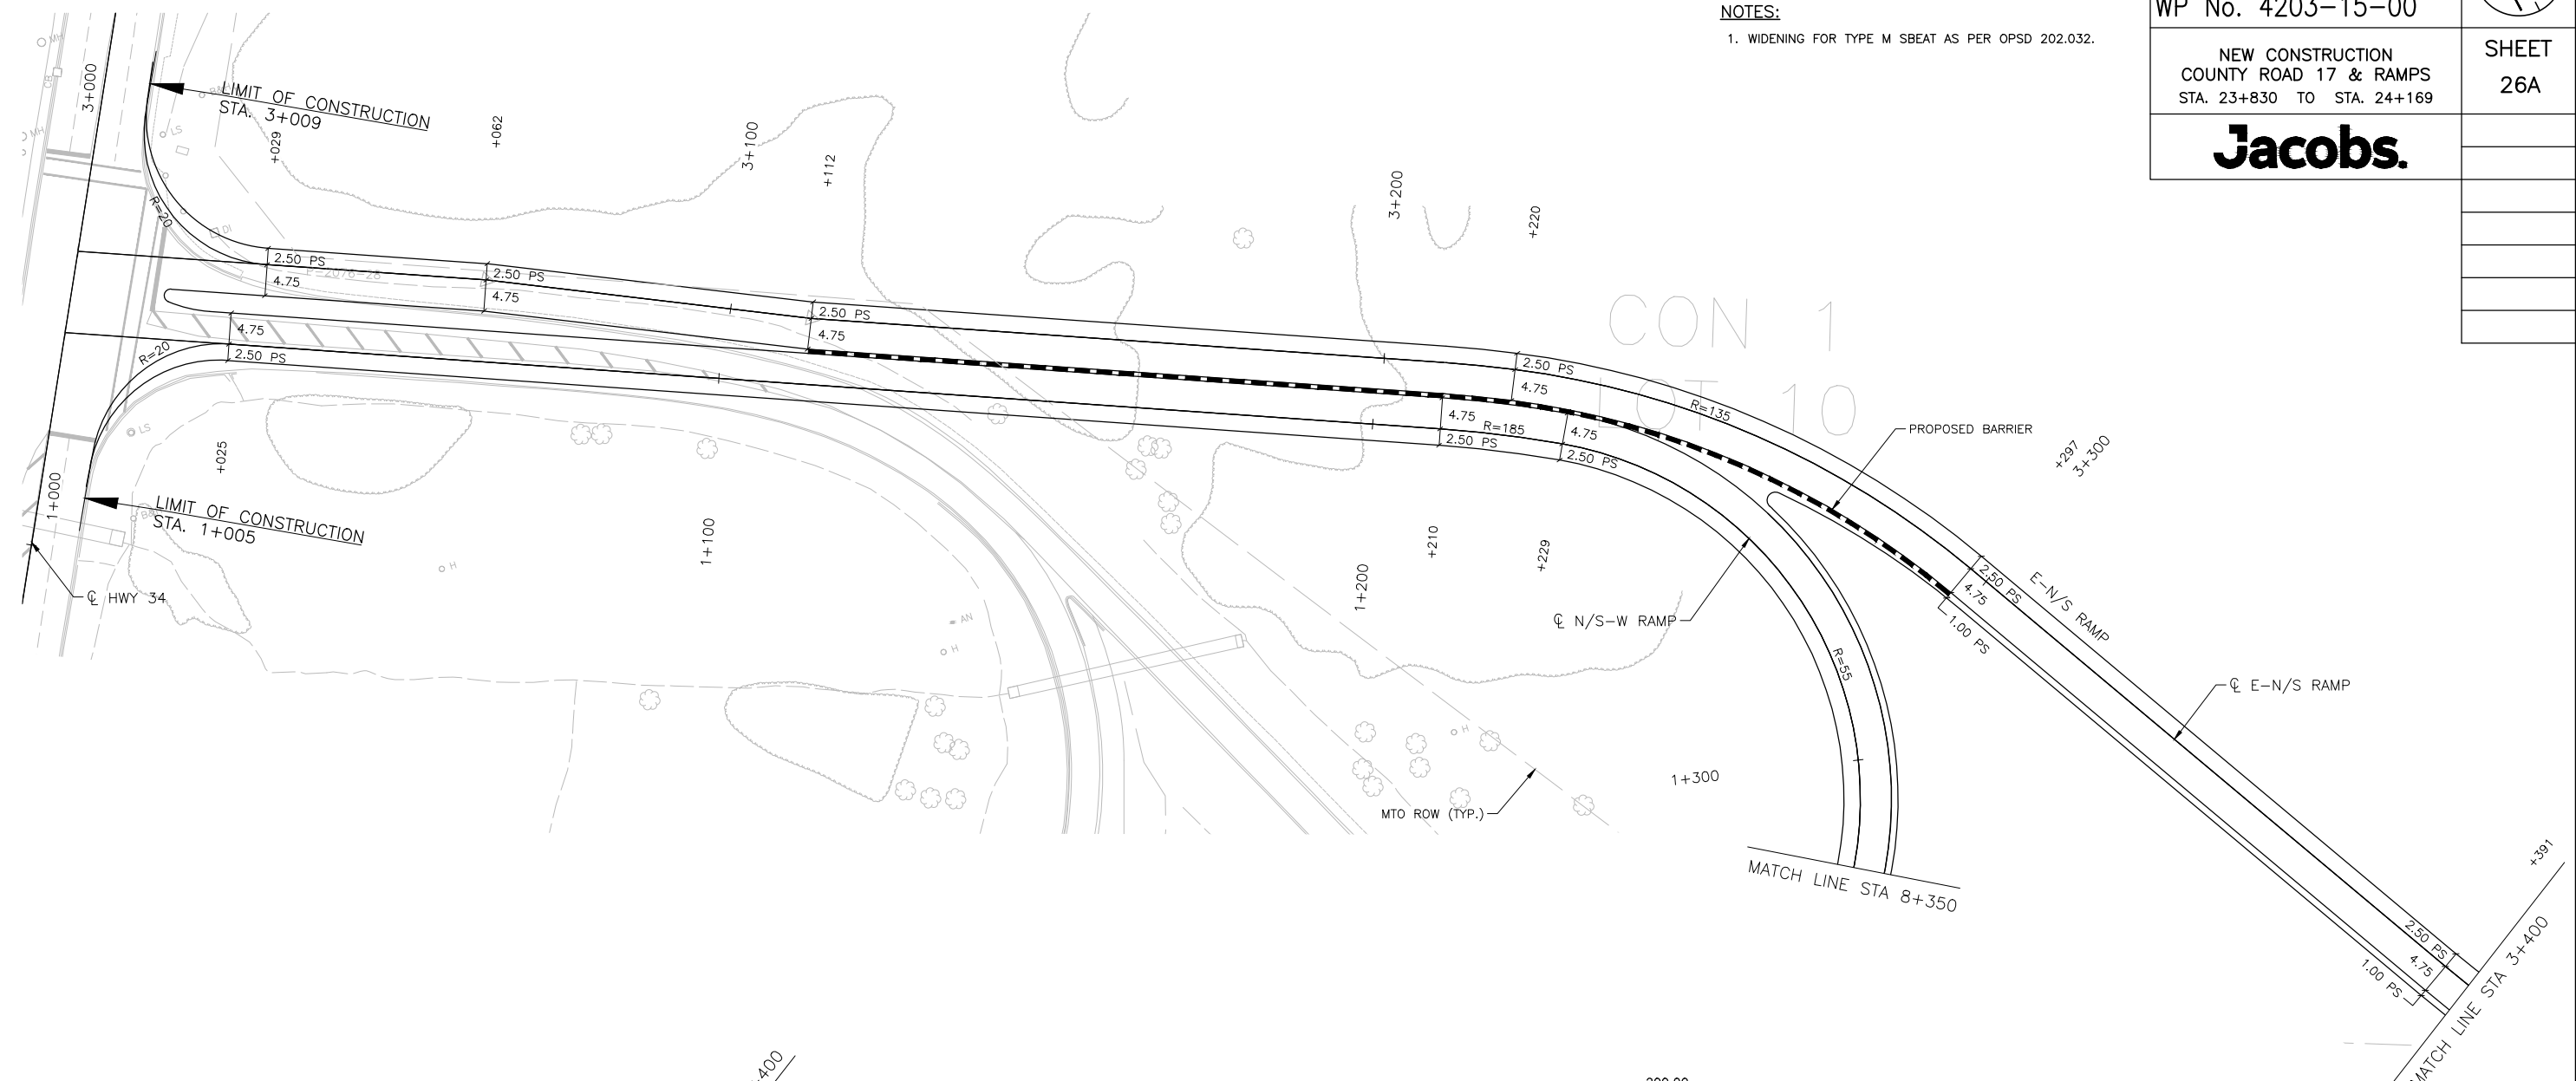 NOTES:
1. WIDENING FOR TYPE M SBEAT AS PER OPSD 202.032.
WP No. 4203-15-00
NEW CONSTRUCTION
COUNTY ROAD 17 & RAMPS
STA. 23+830 TO STA. 24+169
SHEET
26A
Jacobs.
MH
CB
MH
3+000
LIMIT OF CONSTRUCTION
STA. 3+009
LS
+029
+062
3+100
+112
3+200
+220
R=20
DI
2.50 PS
4.75
2.50 PS
4.75
2.50 PS
4.75
2.50 PS
4.75
4.75
2.50 PS
R=20
CON 1
LOT 10
R=135
4.75
R=185
2.50 PS
4.75
2.50 PS
PROPOSED BARRIER
+297
3+300
LS
+025
1+000
LIMIT OF CONSTRUCTION
STA. 1+005
1+100
H
℄ HWY 34
AN
H
+210
+229
1+200
℄ N/S-W RAMP
R=55
2.50 PS
4.75
1.00 PS
E-N/S RAMP
℄ E-N/S RAMP
H
1+300
MTO ROW (TYP.)
MATCH LINE STA 8+350
+391
2.50 PS
4.75
1.00 PS
MATCH LINE STA 3+400